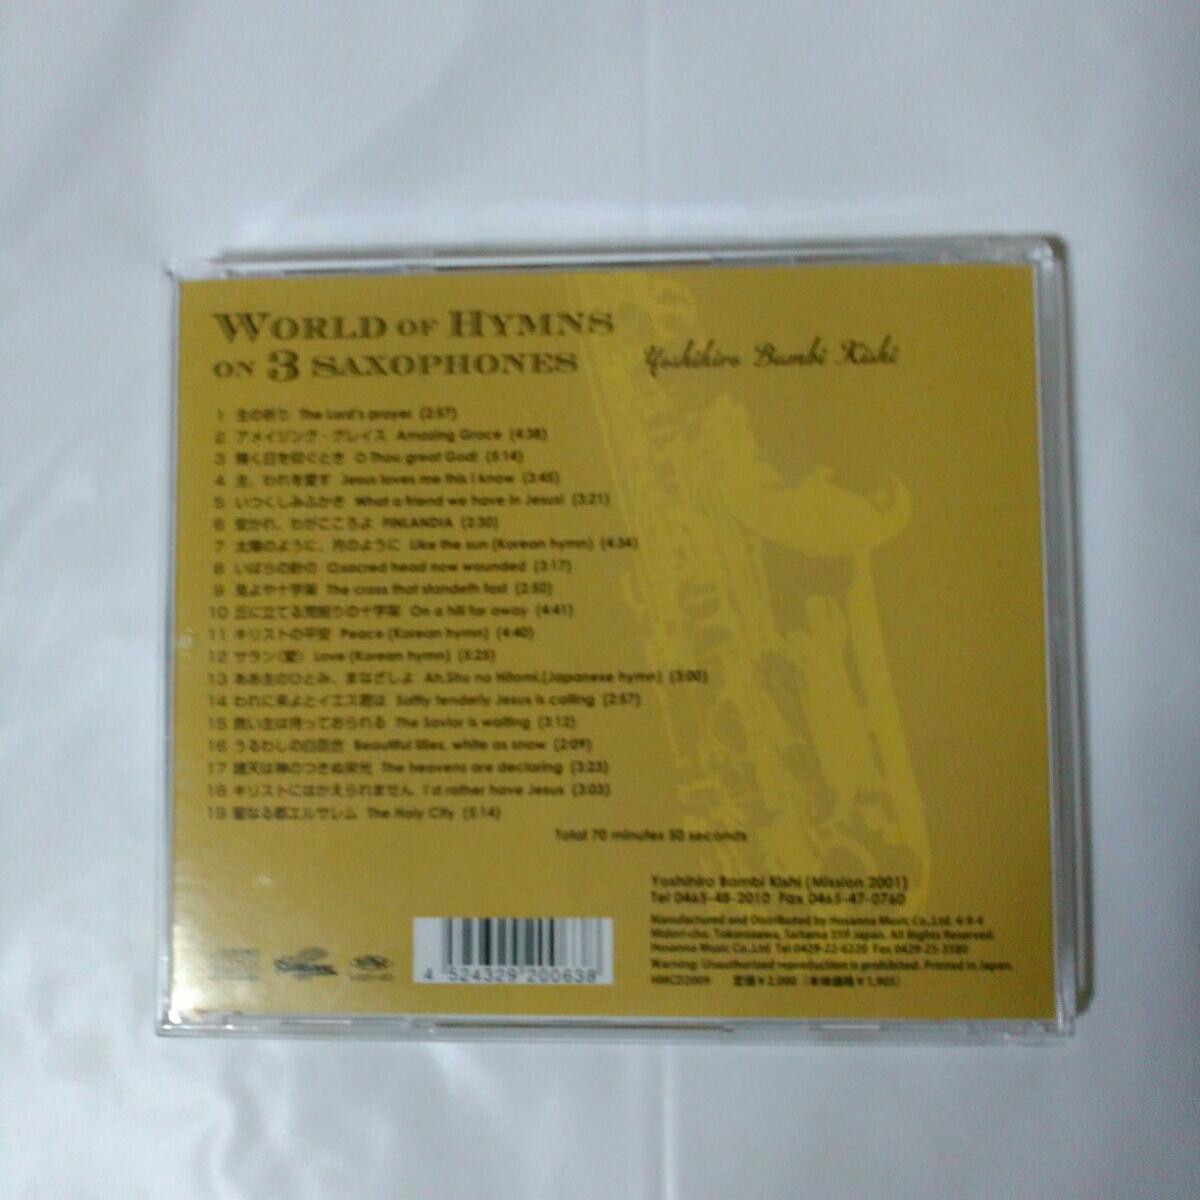 WORLD OF HYMNS
ON 3 SAXOPHONES
Yoshihiro Bambi Kishi
1 主の祈り The Lord's prayer (2:57)
2 アメイジング・グレイス Amazing Grace (4:38)
3 輝く日を仰ぐとき O Thou great God! (5:14)
4 主、われを愛す Jesus loves me this I know (3:45)
5 いつくしみふかき What a friend we have in Jesus! (3:21)
6 安かれ、わがこころよ FINLANDIA (2:30)
7 太陽のように、月のように Like the sun (Korean hymn) (4:34)
8 いばらの針の O,sacred head now wounded (3:17)
9 見よや十字架 The cross that standeth fast (2:50)
10 丘に立てる荒削りの十字架 On a hill far away (4:41)
11 キリストの平安 Peace (Korean hymn) (4:40)
12 サラン(愛) Love (Korean hymn) (5:25)
13 ああ主のひとみ、まなざしよ Ah,Shu no Hitomi,(Japanese hymn) (3:00)
14 われに来よとイエス君は Softly tenderly Jesus is calling (2:57)
15 救い主は待っておられる The Savior is waiting (3:12)
16 うるわしの白百合 Beautiful lilies, white as snow (2:09)
17 諸天は神のつきぬ栄光 The heavens are declaring (3:23)
18 キリストにはかえられません I'd rather have Jesus (3:03)
19 聖なる都エルサレム The Holy City (5:14)
Total 70 minutes 50 seconds
Yoshihiro Bambi Kishi (Mission 2001)
Tel 0465-48-2010 Fax 0465-47-0760
Manufactured and Distributed by Hosanna Music Co.,Ltd. 4-9-4
Midori-cho, Tokorozawa, Saitama 359 Japan. All Rights Reserved.
Hosanna Music Co.,Ltd Tel 0429-22-6220 Fax 0429-25-3580
Warning: Unauthorized reproduction is prohibited. Printed in Japan.
HMCD2009 定価￥2,000 (本体価格￥1,905)
4 524329 200638